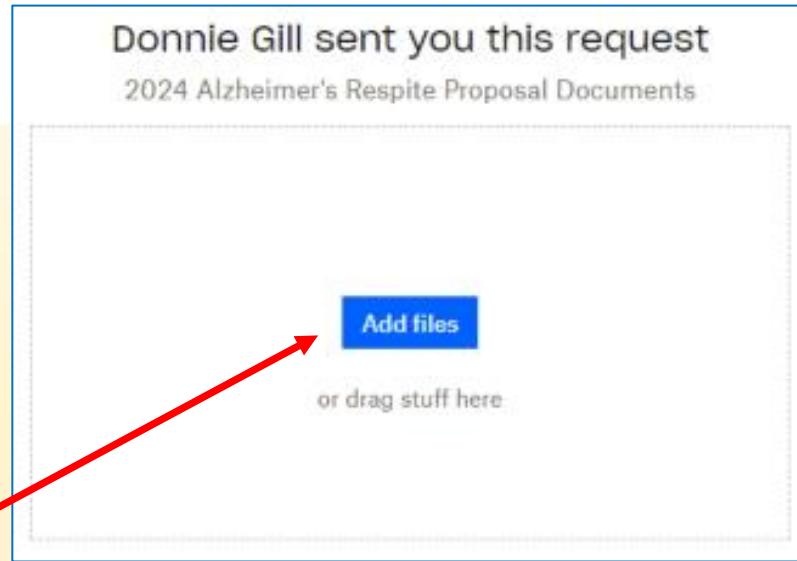 Donnie Gill sent you this request
2024 Alzheimer's Respite Proposal Documents
Add files
or drag stuff here